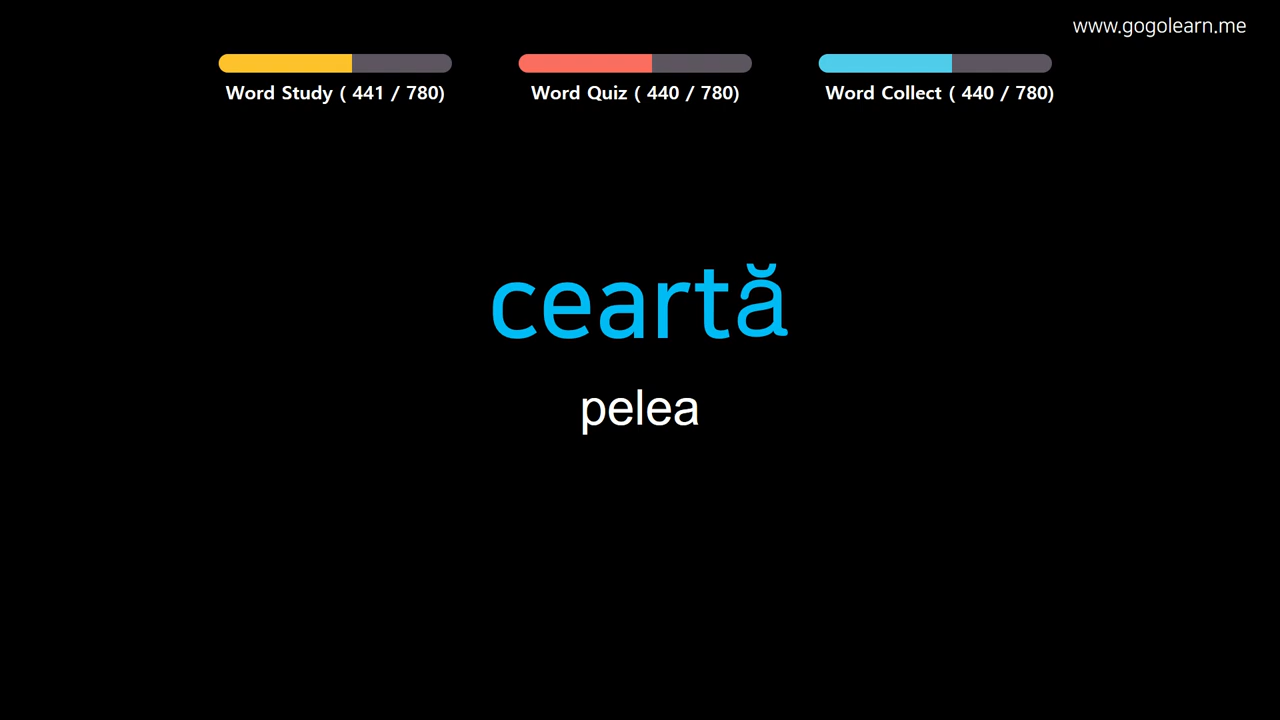 www.gogolearn.me
Word Study ( 441 / 780)
Word Quiz ( 440 / 780)
Word Collect ( 440 / 780)
ceartă
pelea